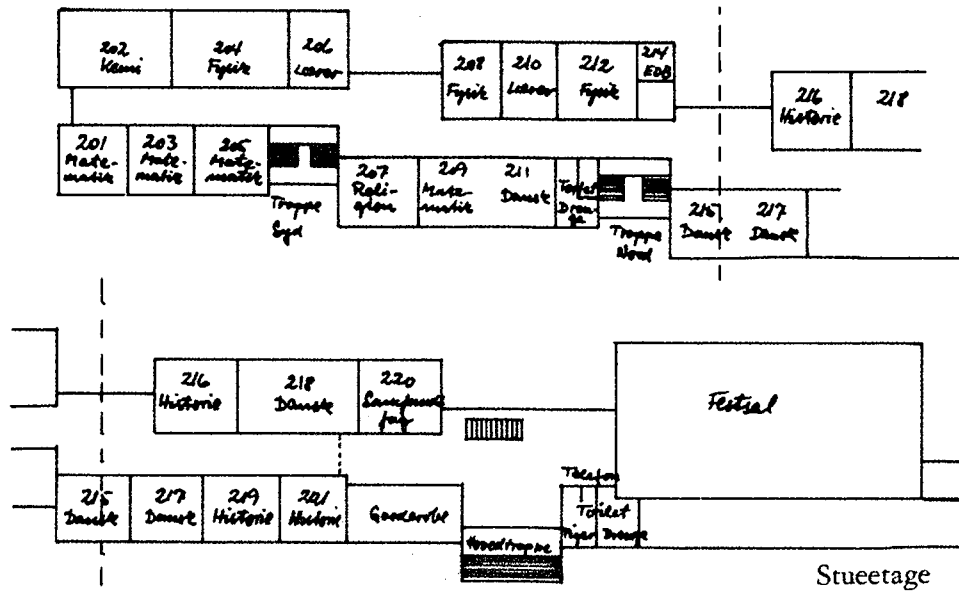 202
Kemi
204
Fysik
206
Lærer
208
Fysik
210
Lærer
212
Fysik
214
EDB
216
Historie
218
201
Mate-
matik
203
Mate-
matik
205
Mate-
matik
Trappe
Syd
207
Reli-
gion
209
Mate-
matik
211
Dansk
Toilet
Drenge
Trappe
Nord
215
Dansk
217
Dansk
216
Historie
218
Dansk
220
Samfunds
fag
Festsal
215
Dansk
217
Dansk
219
Historie
221
Historie
Garderobe
Hovedtrappe
Telefon
Toilet
Piger
Drenge
Stueetage